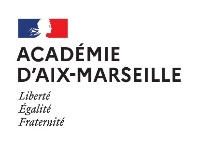 ACADÉMIE
D'AIX-MARSEILLE
Liberté
Égalité
Fraternité